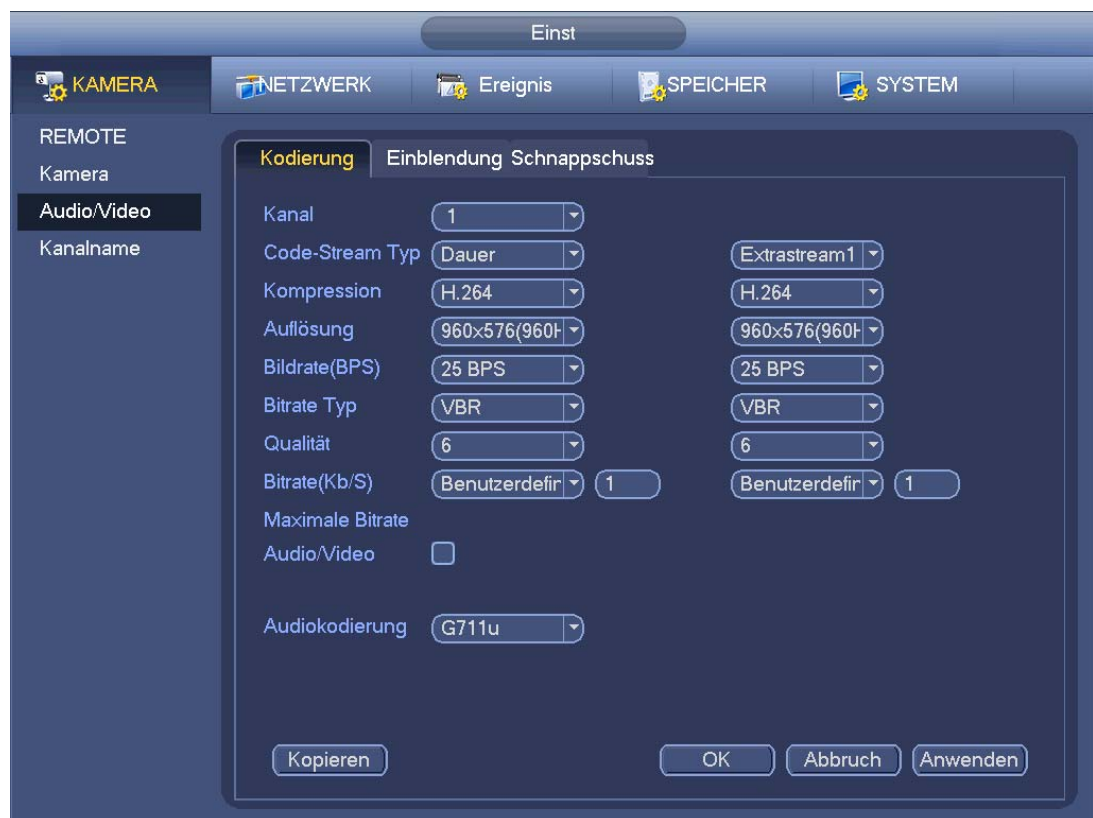 Einst
KAMERA NETZWERK Ereignis SPEICHER SYSTEM
REMOTE
Kamera
Audio/Video
Kanalname
Kodierung Einblendung Schnappschuss
Kanal 1
Code-Stream Typ Dauer Extrastream1
Kompression H.264 H.264
Auflösung 960x576(960H 960x576(960H
Bildrate(BPS) 25 BPS 25 BPS
Bitrate Typ VBR VBR
Qualität 6 6
Bitrate(Kb/S) Benutzerdefir 1 Benutzerdefir 1
Maximale Bitrate
Audio/Video
Audiokodierung G711u
Kopieren OK Abbruch Anwenden